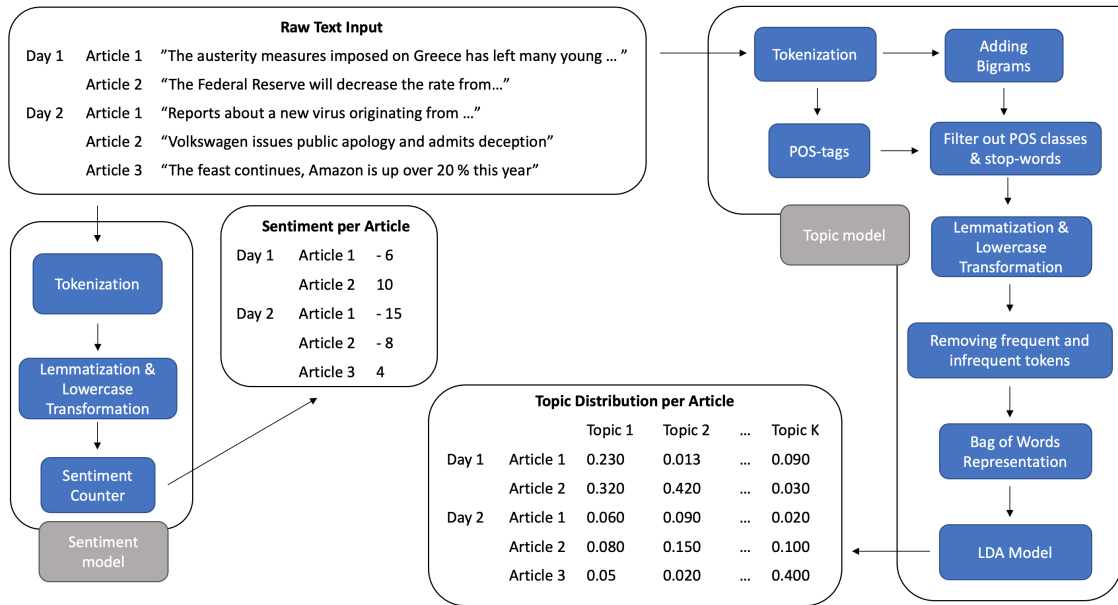 Raw Text Input
Day 1 Article 1 ”The austerity measures imposed on Greece has left many young …”
Article 2 “The Federal Reserve will decrease the rate from…”
Day 2 Article 1 “Reports about a new virus originating from …”
Article 2 “Volkswagen issues public apology and admits deception”
Article 3 “The feast continues, Amazon is up over 20 % this year”
Tokenization
Adding
Bigrams
POS-tags
Filter out POS classes
& stop-words
Topic model
Lemmatization &
Lowercase
Transformation
Removing frequent and
infrequent tokens
Bag of Words
Representation
LDA Model
Tokenization
Lemmatization &
Lowercase
Transformation
Sentiment
Counter
Sentiment
model
Sentiment per Article
Day 1 Article 1 - 6
Article 2 10
Day 2 Article 1 - 15
Article 2 - 8
Article 3 4
Topic Distribution per Article
Topic 1 Topic 2 ... Topic K
Day 1 Article 1 0.230 0.013 ... 0.090
Article 2 0.320 0.420 ... 0.030
Day 2 Article 1 0.060 0.090 ... 0.020
Article 2 0.080 0.150 ... 0.100
Article 3 0.05 0.020 ... 0.400